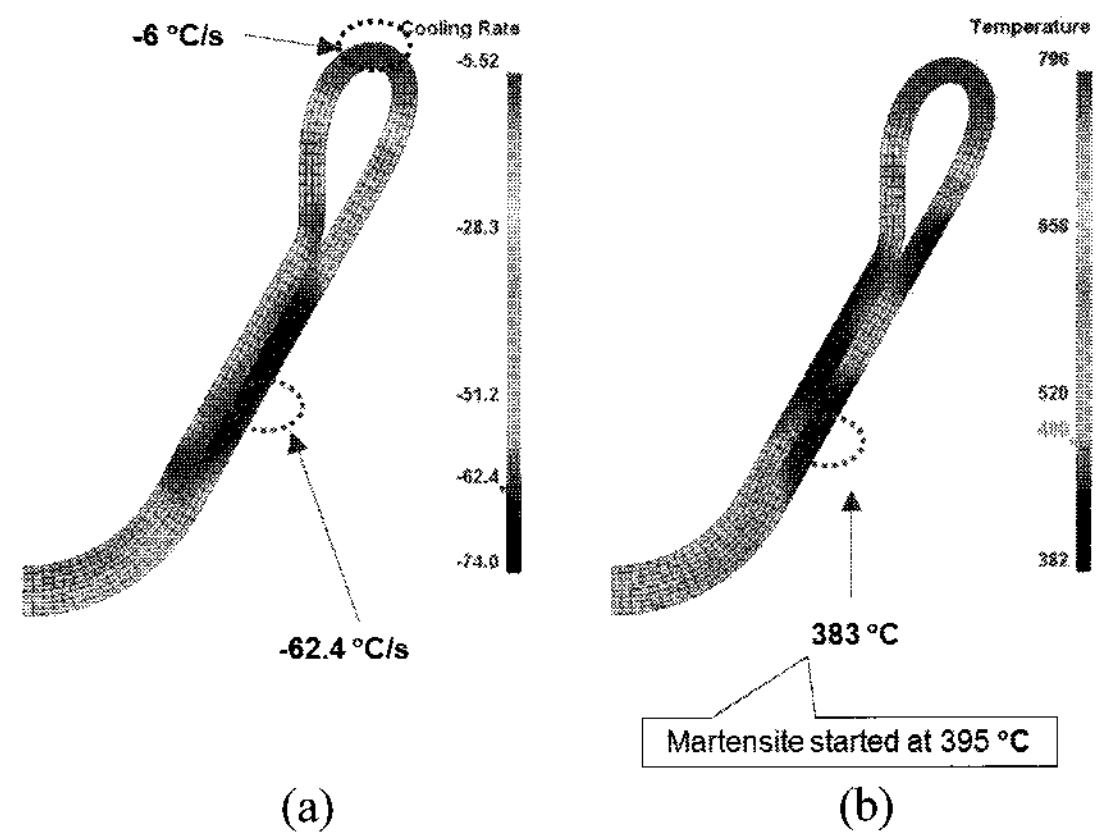 -6 °C/s
Cooling Rate
-5.52
-28.3
-51.2
-62.4
-74.0
-62.4 °C/s
(a)
Temperature
796
658
520
382
383 °C
Martensite started at 395 °C
(b)